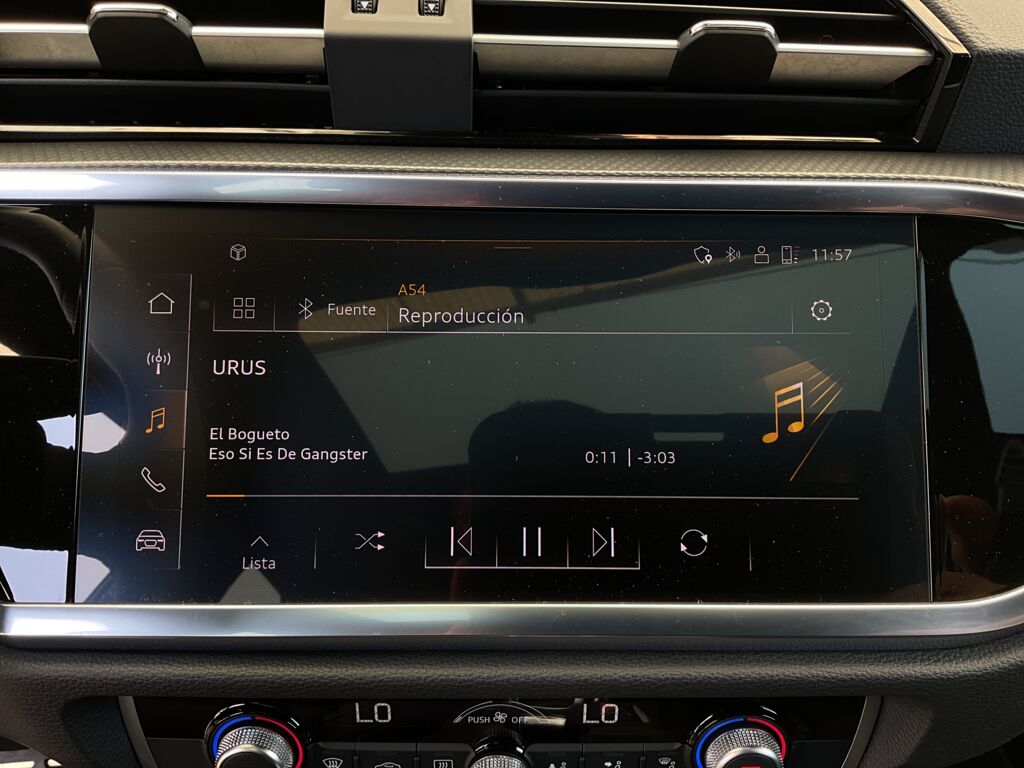 11:57
A54
Fuente
Reproducción
URUS
El Bogueto
Eso Si Es De Gangster
0:11 | -3:03
Lista
LO
PUSH OFF
LO